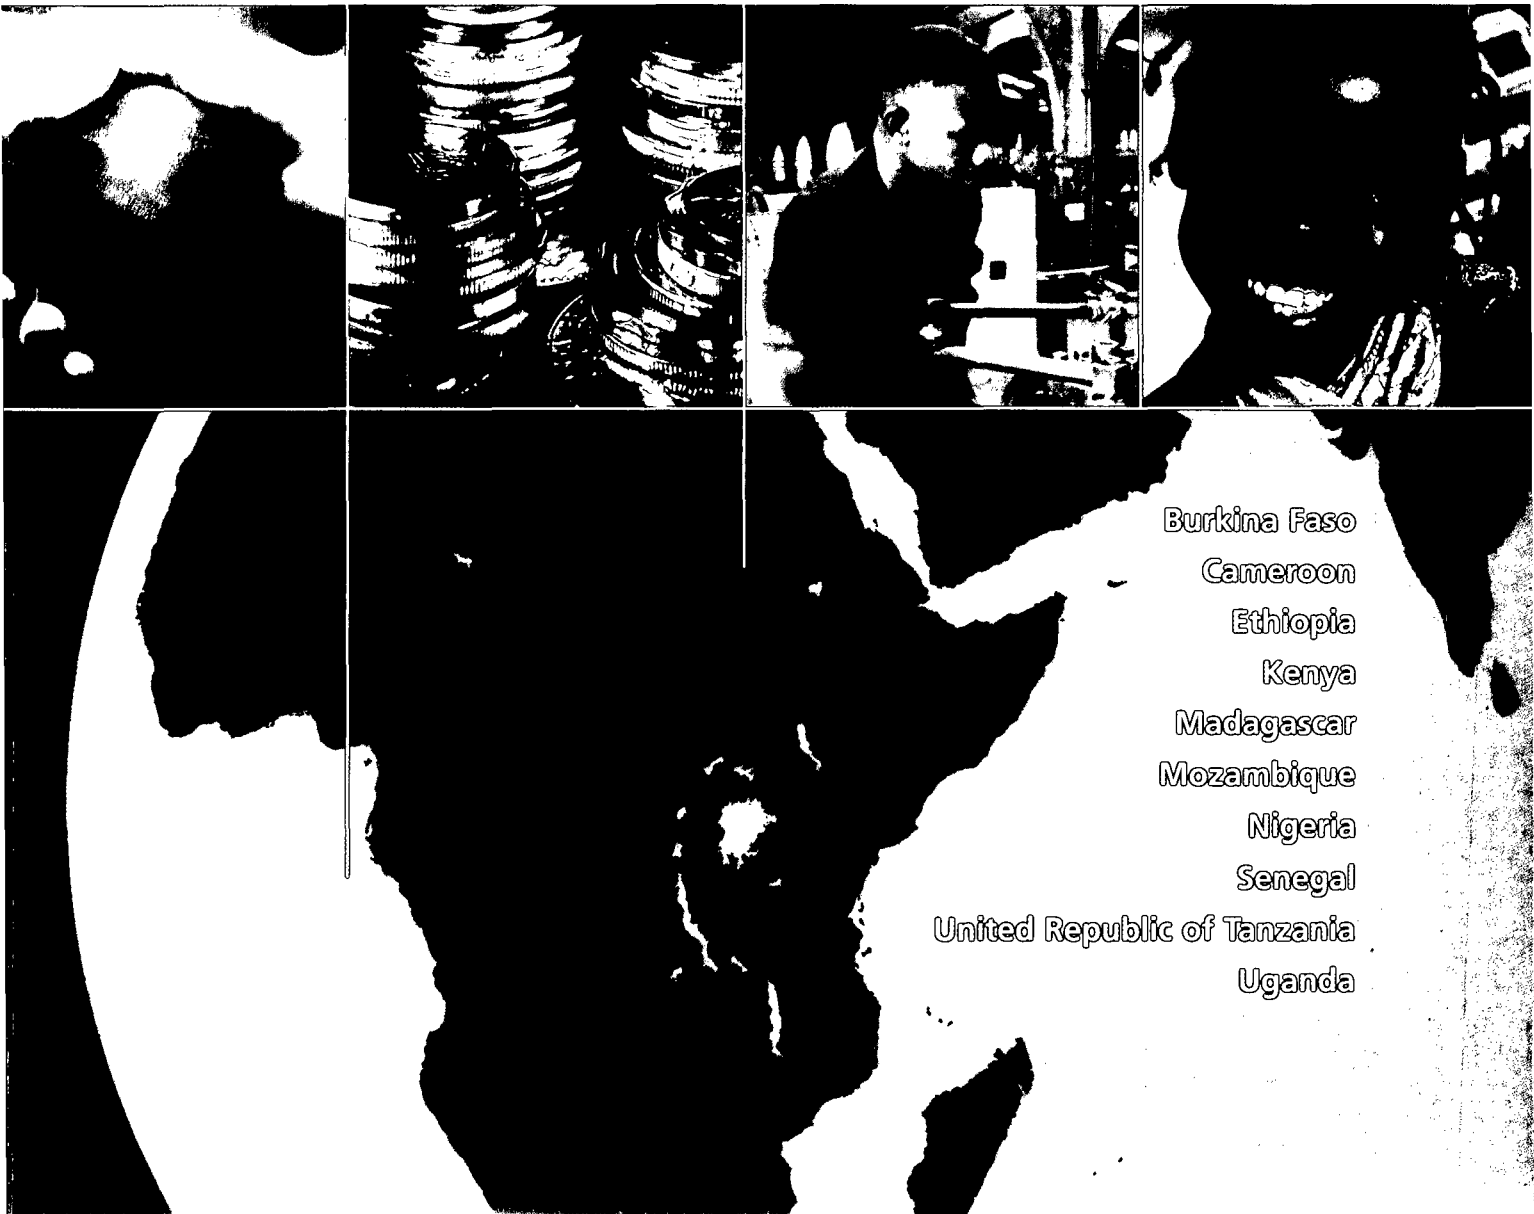 Burkina Faso
Cameroon
Ethiopia
Kenya
Madagascar
Mozambique
Nigeria
Senegal
United Republic of Tanzania
Uganda